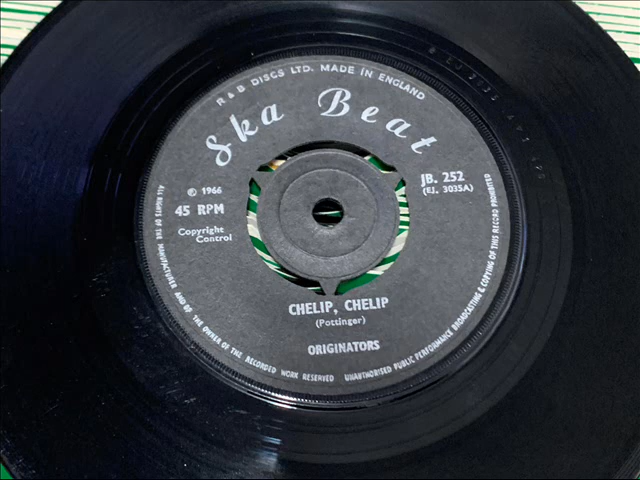 R & B DISCS LTD. MADE IN ENGLAND
Ska Beat
℗ 1966
45 RPM
Copyright
Control
JB. 252
(EJ. 3035A)
CHELIP, CHELIP
(Pottinger)
ORIGINATORS
ALL RIGHTS OF THE MANUFACTURER AND OF THE OWNER OF THE RECORDED WORK RESERVED UNAUTHORISED PUBLIC PERFORMANCE BROADCASTING & COPYING OF THIS RECORD PROHIBITED